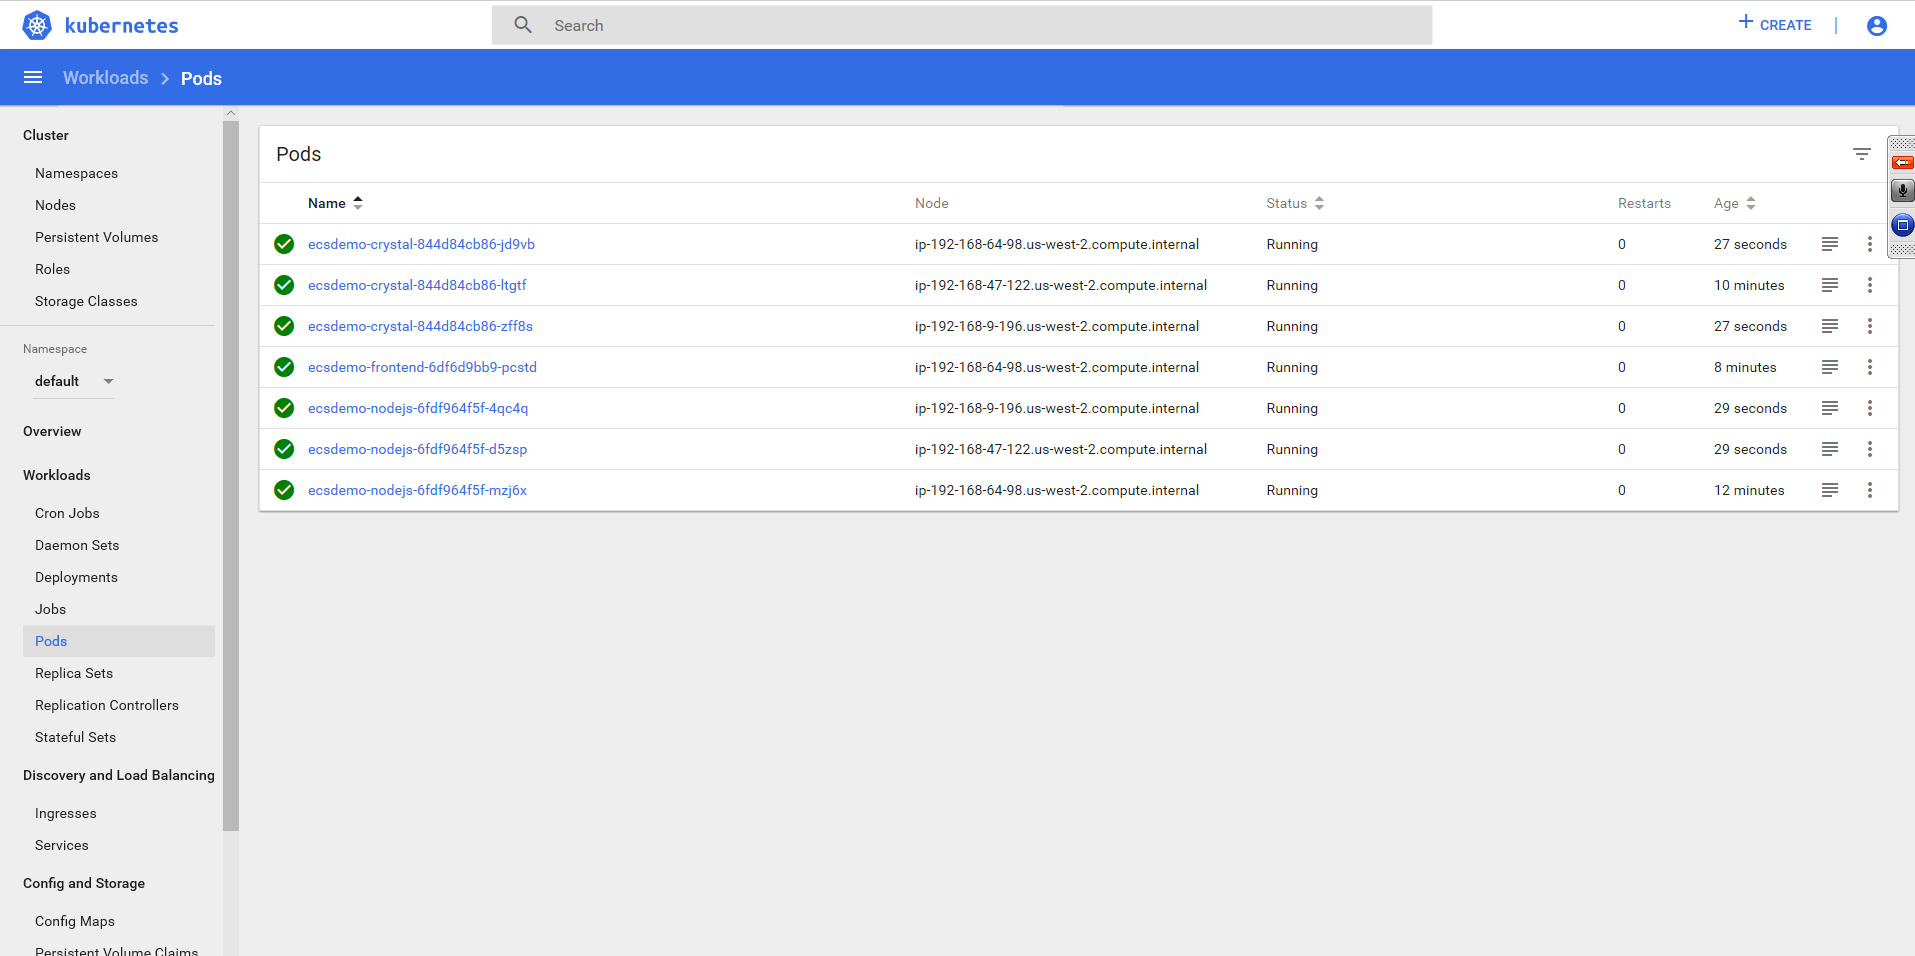 kubernetes
Search
CREATE
Workloads > Pods
Cluster
Namespaces
Nodes
Persistent Volumes
Roles
Storage Classes
Namespace
default
Overview
Workloads
Cron Jobs
Daemon Sets
Deployments
Jobs
Pods
Replica Sets
Replication Controllers
Stateful Sets
Discovery and Load Balancing
Ingresses
Services
Config and Storage
Config Maps
Persistent Volume Claims
Pods
Name Node Status Restarts Age
ecsdemo-crystal-844d84cb86-jd9vb ip-192-168-64-98.us-west-2.compute.internal Running 0 27 seconds
ecsdemo-crystal-844d84cb86-ltgtf ip-192-168-47-122.us-west-2.compute.internal Running 0 10 minutes
ecsdemo-crystal-844d84cb86-zff8s ip-192-168-9-196.us-west-2.compute.internal Running 0 27 seconds
ecsdemo-frontend-6df6d9bb9-pcstd ip-192-168-64-98.us-west-2.compute.internal Running 0 8 minutes
ecsdemo-nodejs-6fdf964f5f-4qc4q ip-192-168-9-196.us-west-2.compute.internal Running 0 29 seconds
ecsdemo-nodejs-6fdf964f5f-d5zsp ip-192-168-47-122.us-west-2.compute.internal Running 0 29 seconds
ecsdemo-nodejs-6fdf964f5f-mzj6x ip-192-168-64-98.us-west-2.compute.internal Running 0 12 minutes